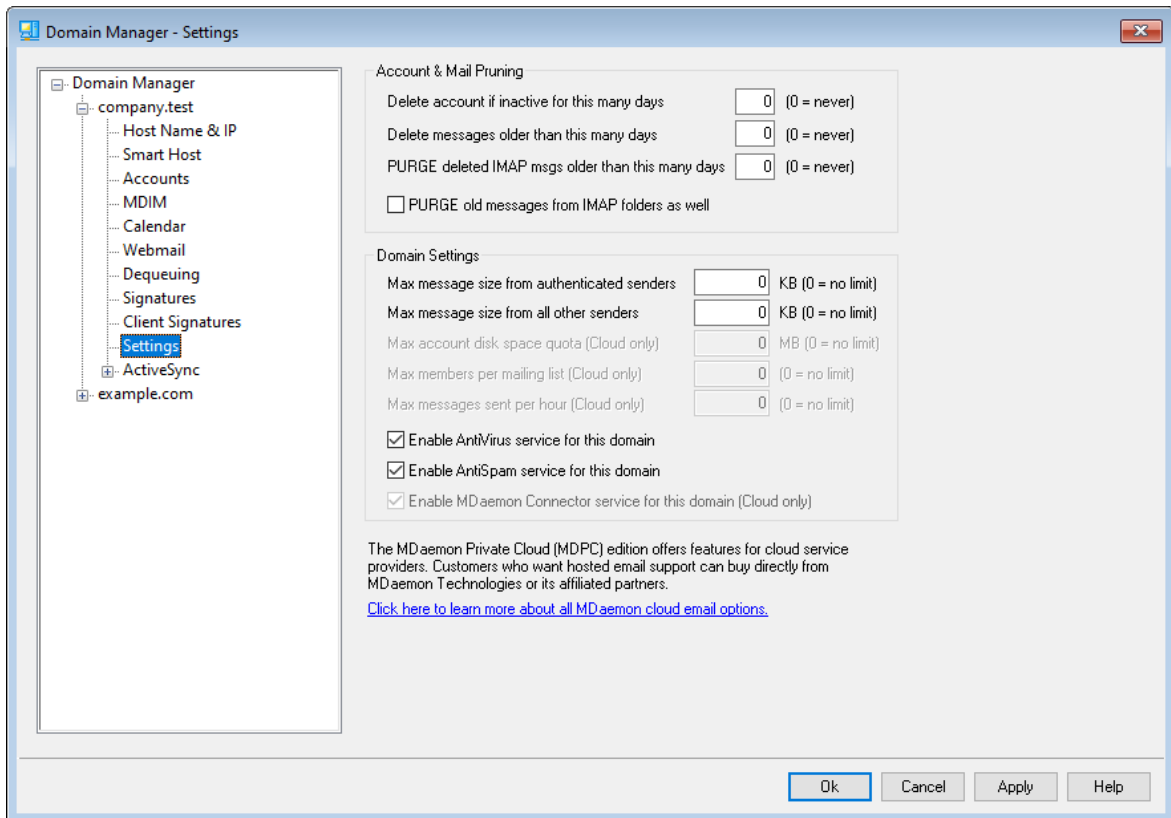 Domain Manager - Settings
Domain Manager
company.test
Host Name & IP
Smart Host
Accounts
MDIM
Calendar
Webmail
Dequeuing
Signatures
Client Signatures
Settings
ActiveSync
example.com
Account & Mail Pruning
Delete account if inactive for this many days 0 (0 = never)
Delete messages older than this many days 0 (0 = never)
PURGE deleted IMAP msgs older than this many days 0 (0 = never)
PURGE old messages from IMAP folders as well
Domain Settings
Max message size from authenticated senders 0 KB (0 = no limit)
Max message size from all other senders 0 KB (0 = no limit)
Max account disk space quota (Cloud only) 0 MB (0 = no limit)
Max members per mailing list (Cloud only) 0 (0 = no limit)
Max messages sent per hour (Cloud only) 0 (0 = no limit)
Enable AntiVirus service for this domain
Enable AntiSpam service for this domain
Enable MDaemon Connector service for this domain (Cloud only)
The MDaemon Private Cloud (MDPC) edition offers features for cloud service
providers. Customers who want hosted email support can buy directly from
MDaemon Technologies or its affiliated partners.
Click here to learn more about all MDaemon cloud email options.
Ok Cancel Apply Help